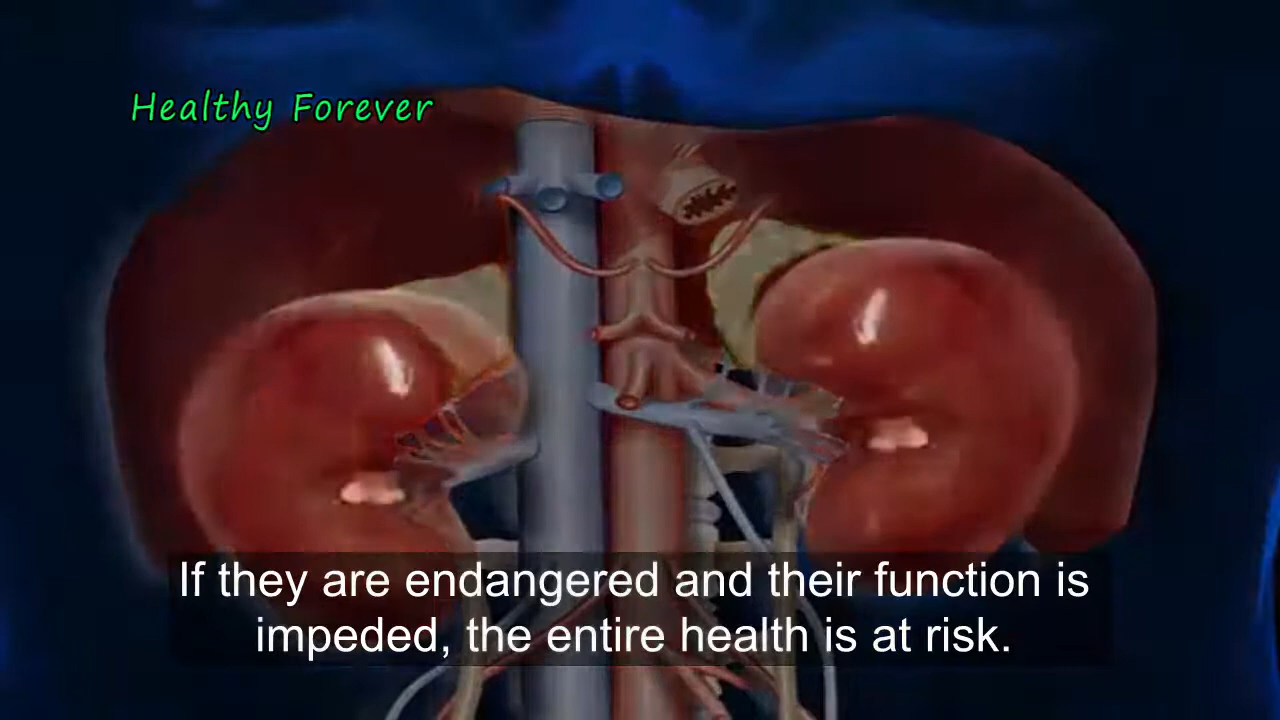 Healthy Forever
If they are endangered and their function is
impeded, the entire health is at risk.